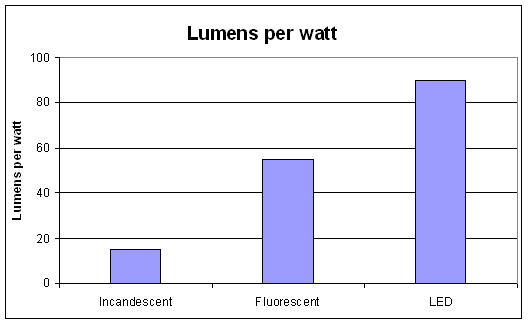 Lumens per watt
Lumens per watt
100
80
60
40
20
0
Incandescent
Fluorescent
LED